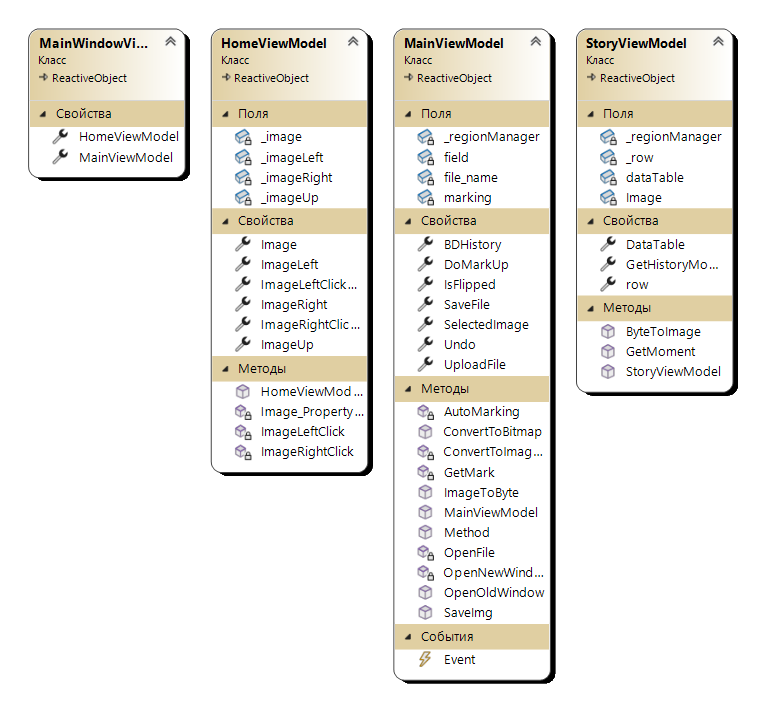 MainWindowVi...
Класс
ReactiveObject
Свойства
HomeViewModel
MainViewModel
HomeViewModel
Класс
ReactiveObject
Поля
_image
_imageLeft
_imageRight
_imageUp
Свойства
Image
ImageLeft
ImageLeftClick...
ImageRight
ImageRightClic...
ImageUp
Методы
HomeViewMod...
Image_Property...
ImageLeftClick
ImageRightClick
MainViewModel
Класс
ReactiveObject
Поля
_regionManager
field
file_name
marking
Свойства
BDHistory
DoMarkUp
IsFlipped
SaveFile
SelectedImage
Undo
UploadFile
Методы
AutoMarking
ConvertToBitmap
ConvertToImag...
GetMark
ImageToByte
MainViewModel
Method
OpenFile
OpenNewWind...
OpenOldWindow
SaveImg
События
Event
StoryViewModel
Класс
ReactiveObject
Поля
_regionManager
_row
dataTable
Image
Свойства
DataTable
GetHistoryMo...
row
Методы
ByteToImage
GetMoment
StoryViewModel